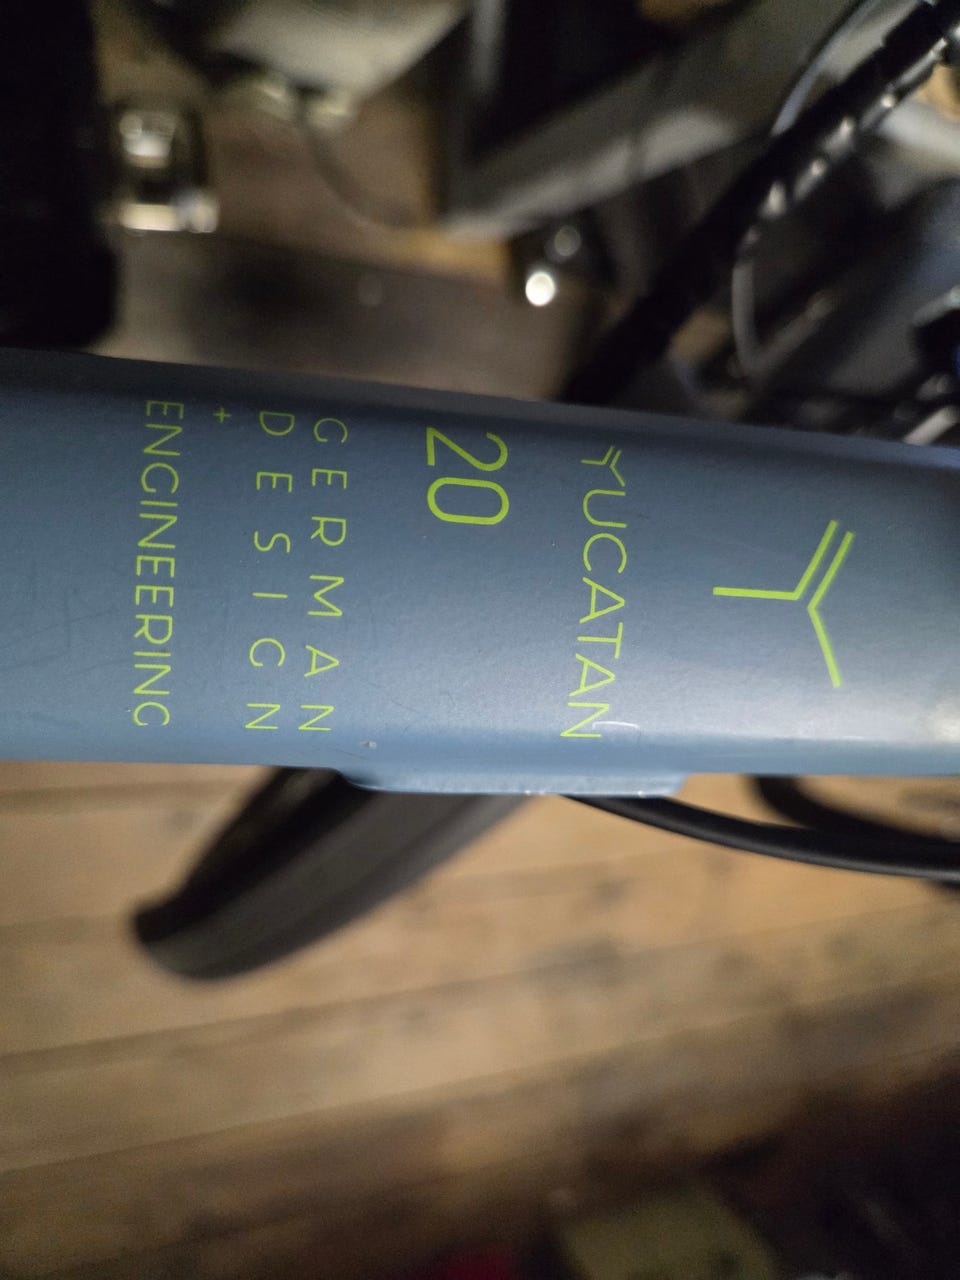 YUCATAN
20
GERMAN
DESIGN
+
ENGINEERING